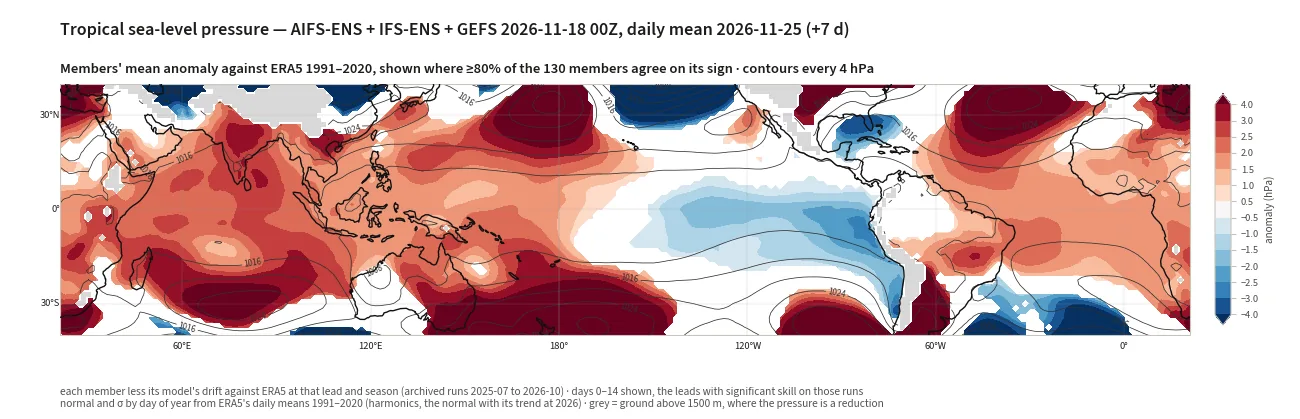 Tropical sea-level pressure — AIFS-ENS + IFS-ENS + GEFS 2026-11-18 00Z, daily mean 2026-11-25 (+7 d)
Members' mean anomaly against ERA5 1991–2020, shown where ≥80% of the 130 members agree on its sign · contours every 4 hPa
30°N
0°
30°S
60°E
120°E
180°
120°W
60°W
0°
1016
1016
1024
1016
1016
1016
1016
1016
1016
1016
1024
1016
4.0
3.0
2.5
2.0
1.5
1.0
0.5
−0.5
−1.0
−1.5
−2.0
−2.5
−3.0
−4.0
anomaly (hPa)
each member less its model's drift against ERA5 at that lead and season (archived runs 2025-07 to 2026-10) · days 0–14 shown, the leads with significant skill on those runs
normal and σ by day of year from ERA5's daily means 1991–2020 (harmonics, the normal with its trend at 2026) · grey = ground above 1500 m, where the pressure is a reduction